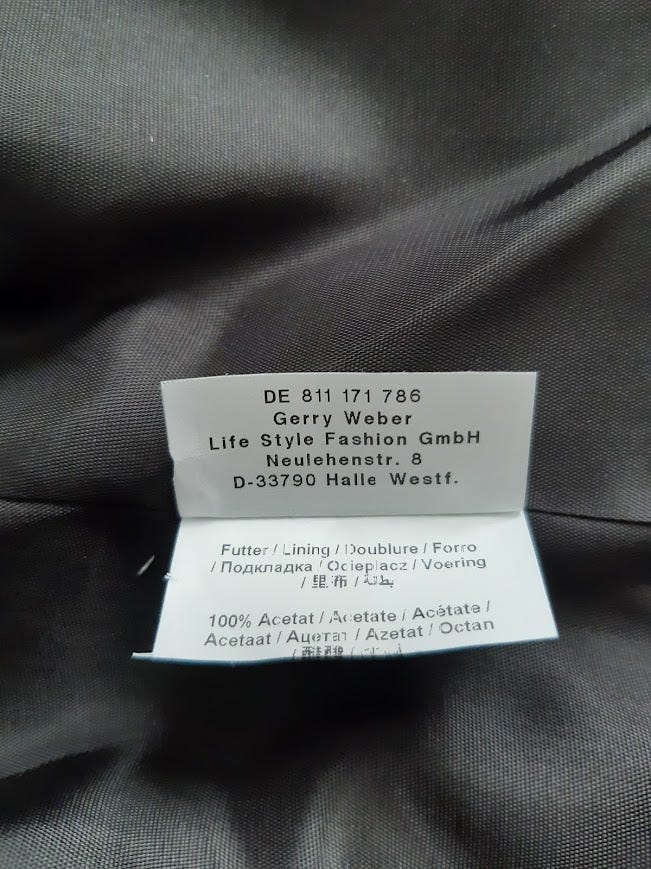 DE 811 171 786
Gerry Weber
Life Style Fashion GmbH
Neulehenstr. 8
D-33790 Halle Westf.
Futter / Lining / Doublure / Forro
/ Подкладка / Ocieplacz / Voering
/ 里布 / بطانة
100% Acetat / Acetate / Acétate /
Acetaat / Ацетат / Azetat / Octan